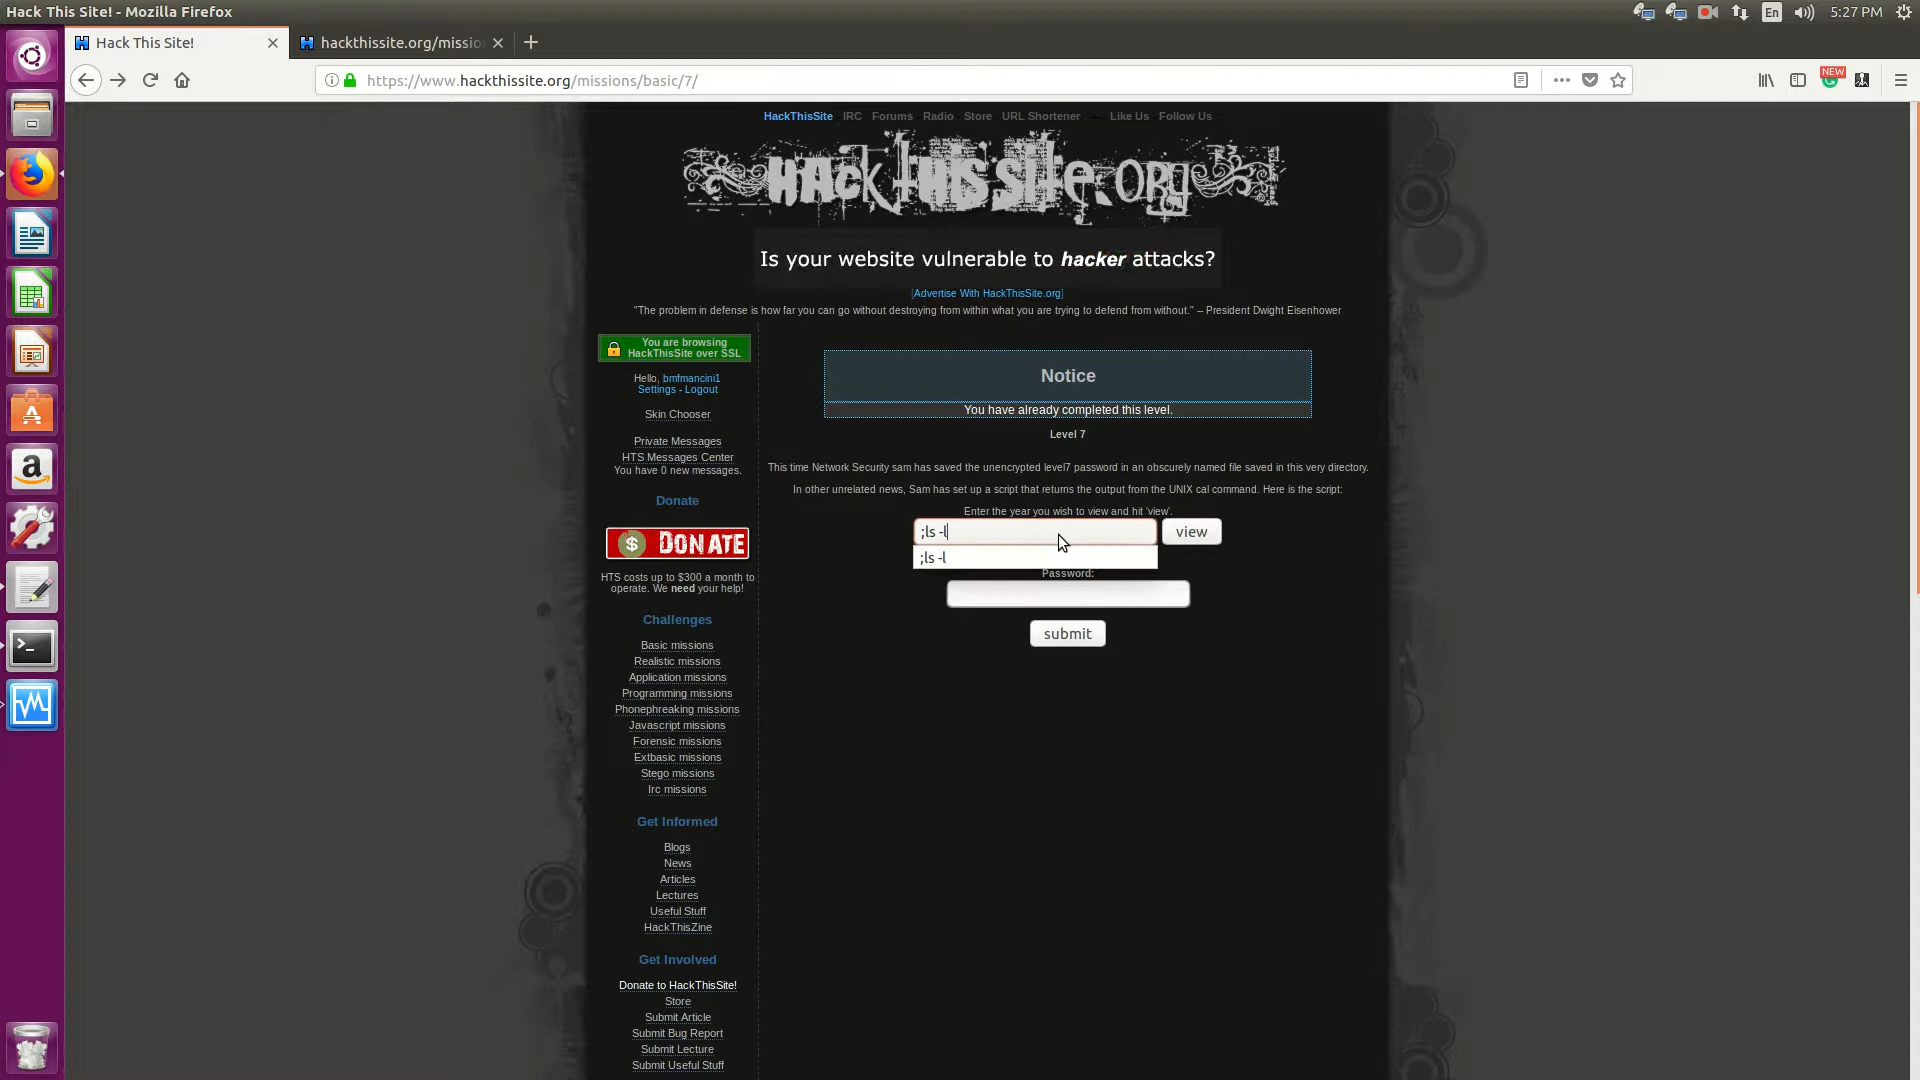 Hack This Site! - Mozilla Firefox
En
5:27 PM
Hack This Site!
hackthissite.org/missio
https://www.hackthissite.org/missions/basic/7/
NEW
HackThisSite IRC Forums Radio Store URL Shortener Like Us Follow Us
HAcktHIS SItE.ORg
Is your website vulnerable to hacker attacks?
[Advertise With HackThisSite.org]
"The problem in defense is how far you can go without destroying from within what you are trying to defend from without." -- President Dwight Eisenhower
You are browsing
HackThisSite over SSL
Hello, bmfmancini1
Settings - Logout
Skin Chooser
Private Messages
HTS Messages Center
You have 0 new messages.
Donate
$ DONATE
HTS costs up to $300 a month to
operate. We need your help!
Challenges
Basic missions
Realistic missions
Application missions
Programming missions
Phonephreaking missions
Javascript missions
Forensic missions
Extbasic missions
Stego missions
Irc missions
Get Informed
Blogs
News
Articles
Lectures
Useful Stuff
HackThisZine
Get Involved
Donate to HackThisSite!
Store
Submit Article
Submit Bug Report
Submit Lecture
Submit Useful Stuff
Notice
You have already completed this level.
Level 7
This time Network Security sam has saved the unencrypted level7 password in an obscurely named file saved in this very directory.
In other unrelated news, Sam has set up a script that returns the output from the UNIX cal command. Here is the script:
Enter the year you wish to view and hit 'view'.
;ls -l
view
;ls -l
Password:
submit